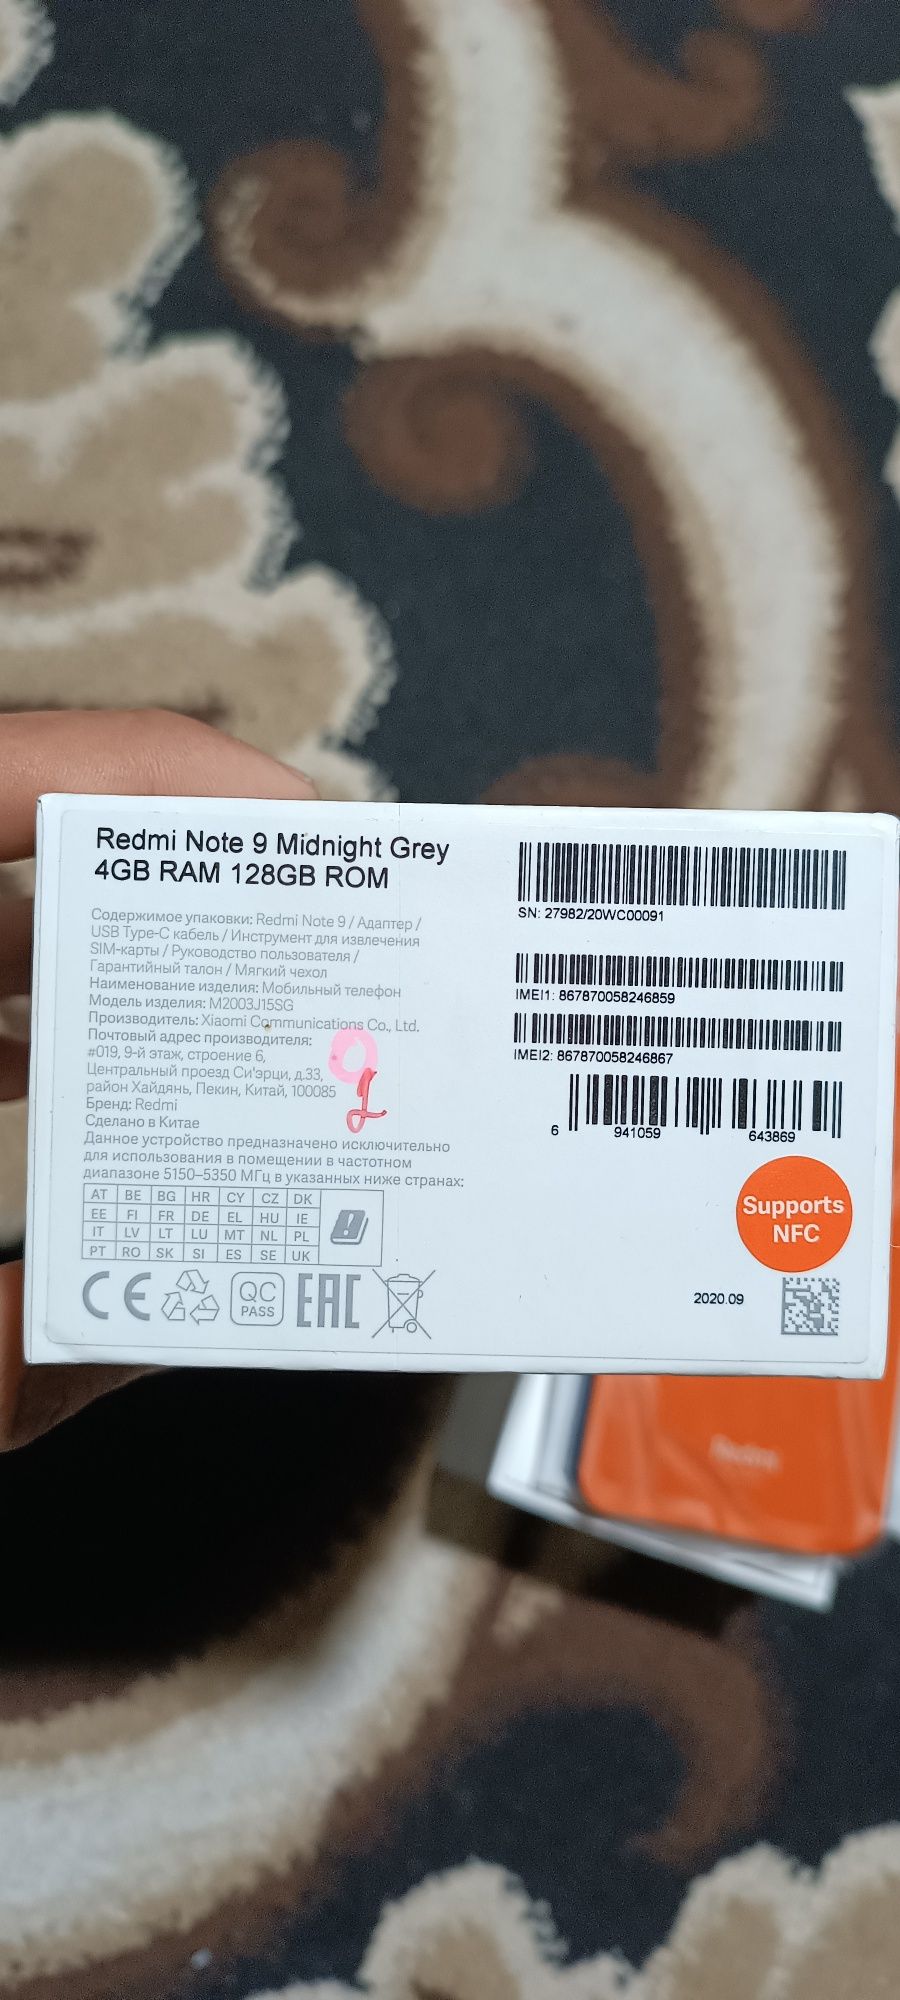 Redmi Note 9 Midnight Grey
4GB RAM 128GB ROM
Содержимое упаковки: Redmi Note 9 / Адаптер /
USB Type-C кабель / Инструмент для извлечения
SIM-карты / Руководство пользователя /
Гарантийный талон / Мягкий чехол
Наименование изделия: Мобильный телефон
Модель изделия: M2003J15SG
Производитель: Xiaomi Communications Co., Ltd.
Почтовый адрес производителя:
#019, 9-й этаж, строение 6,
Центральный проезд Си'эрци, д.33,
район Хайдянь, Пекин, Китай, 100085
Бренд: Redmi
Сделано в Китае
Данное устройство предназначено исключительно
для использования в помещении в частотном
диапазоне 5150–5350 МГц в указанных ниже странах:
AT BE BG HR CY CZ DK
EE FI FR DE EL HU IE
IT LV LT LU MT NL PL
PT RO SK SI ES SE UK
CE
QC
PASS
EAC
SN: 27982/20WC00091
IMEI1: 867870058246859
IMEI2: 867870058246867
6 941059 643869
Supports
NFC
2020.09
Redmi